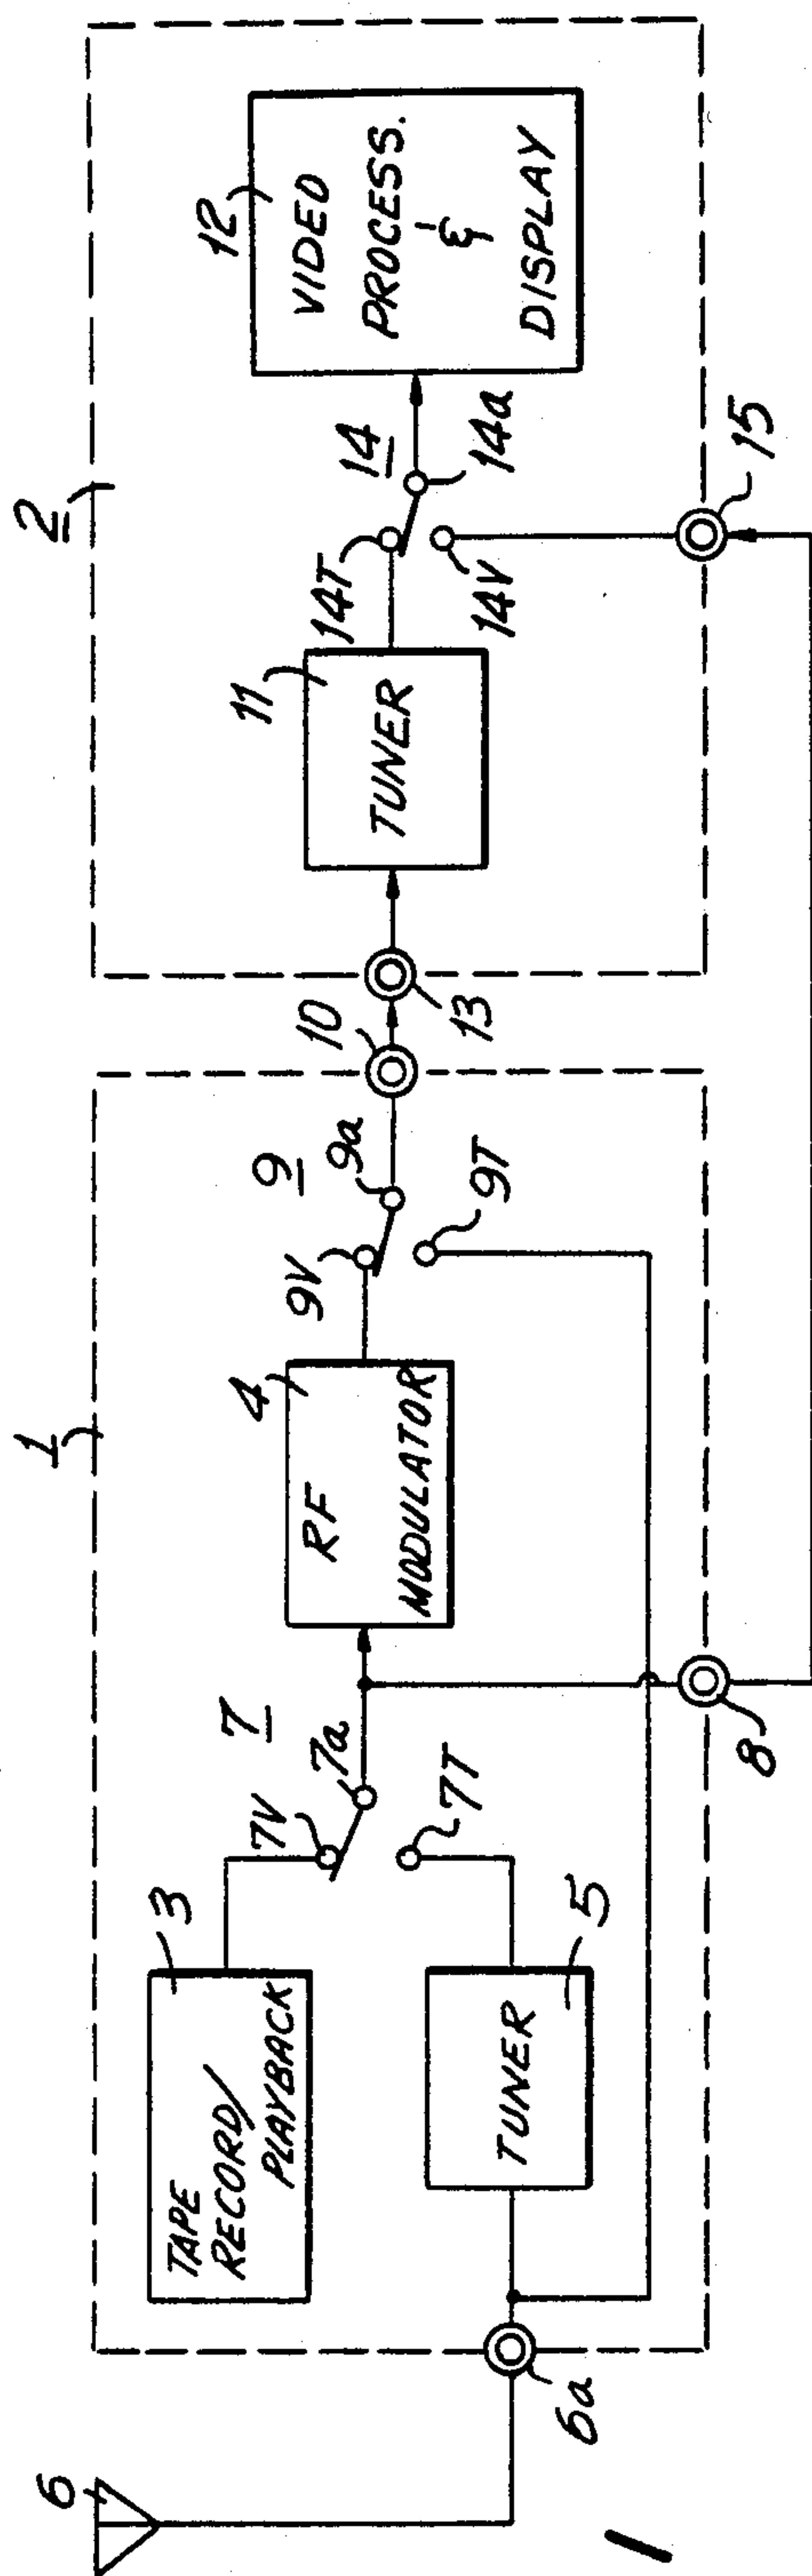 6
6a
1
3
TAPE
RECORD/
PLAYBACK
TUNER
5
7
7V
7a
7T
4
RF
MODULATOR
8
9
9V
9a
9T
10
13
2
11
TUNER
14
14T
14a
14V
15
12
VIDEO
PROCESS.
&
DISPLAY
1